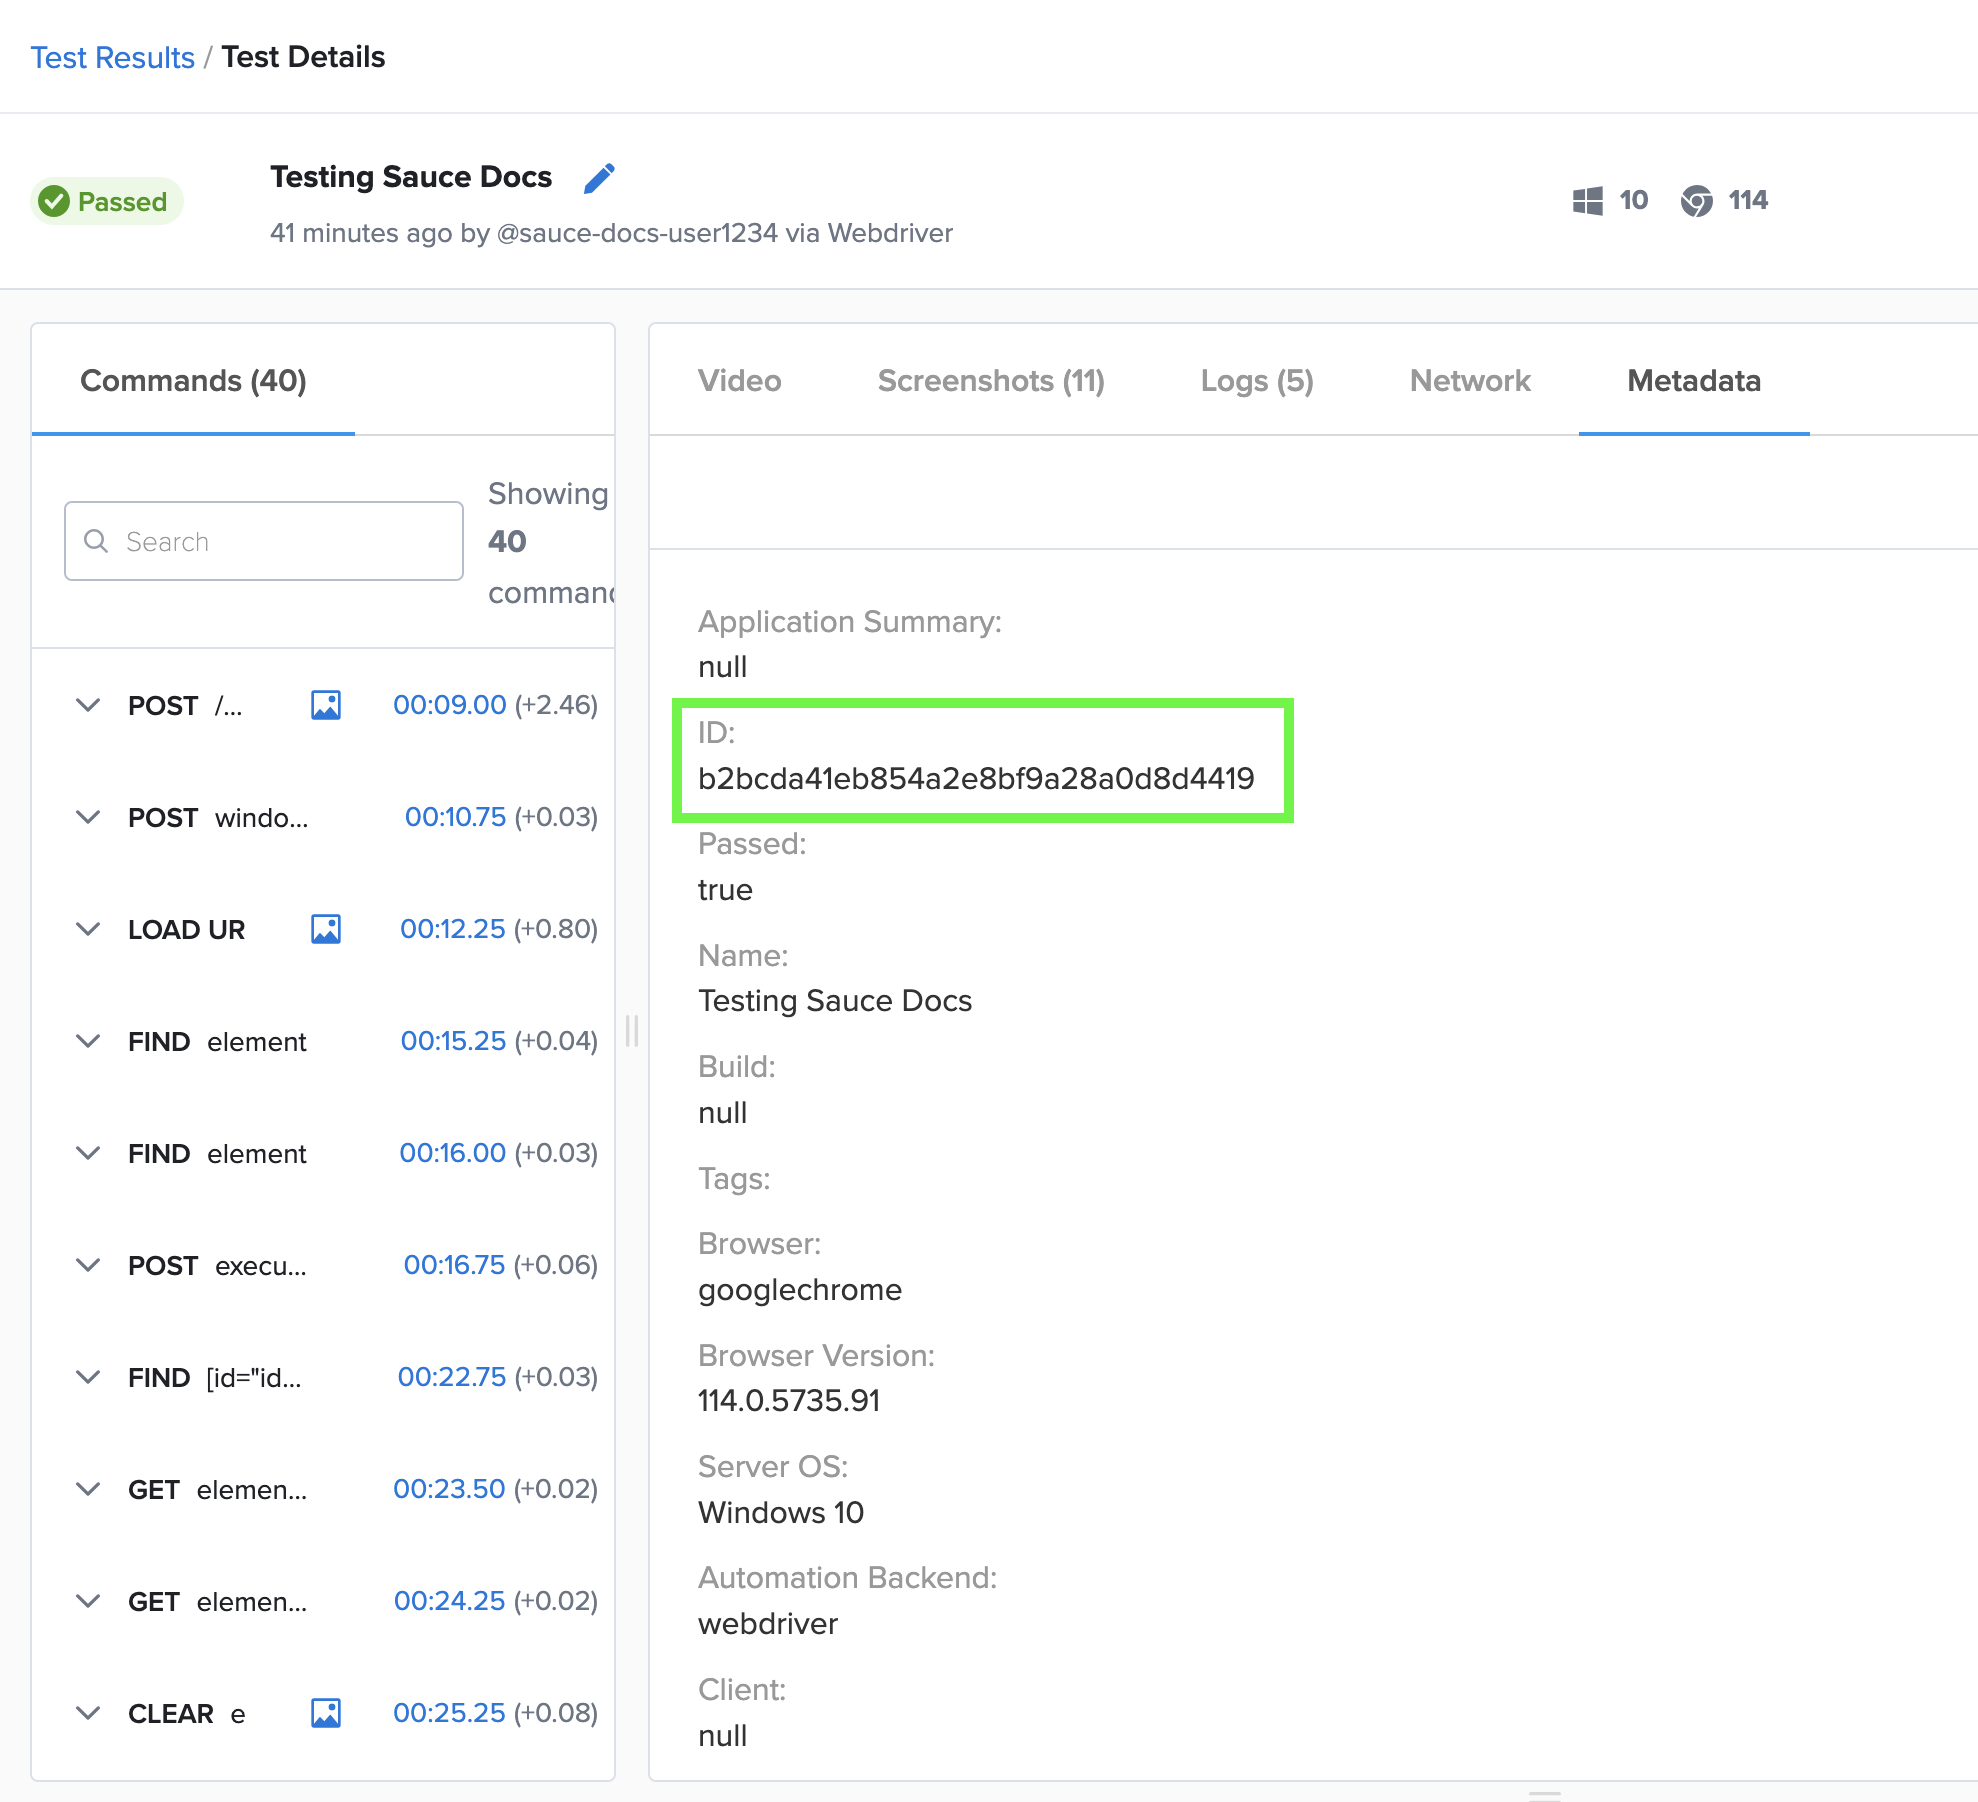 Test Results / Test Details
Passed
Testing Sauce Docs
41 minutes ago by @sauce-docs-user1234 via Webdriver
10
114
Commands (40)
Search
Showing
40
comman
POST /... 00:09.00 (+2.46)
POST windo... 00:10.75 (+0.03)
LOAD UR 00:12.25 (+0.80)
FIND element 00:15.25 (+0.04)
FIND element 00:16.00 (+0.03)
POST execu... 00:16.75 (+0.06)
FIND [id="id... 00:22.75 (+0.03)
GET elemen... 00:23.50 (+0.02)
GET elemen... 00:24.25 (+0.02)
CLEAR e 00:25.25 (+0.08)
Video Screenshots (11) Logs (5) Network Metadata
Application Summary:
null
ID:
b2bcda41eb854a2e8bf9a28a0d8d4419
Passed:
true
Name:
Testing Sauce Docs
Build:
null
Tags:
Browser:
googlechrome
Browser Version:
114.0.5735.91
Server OS:
Windows 10
Automation Backend:
webdriver
Client:
null